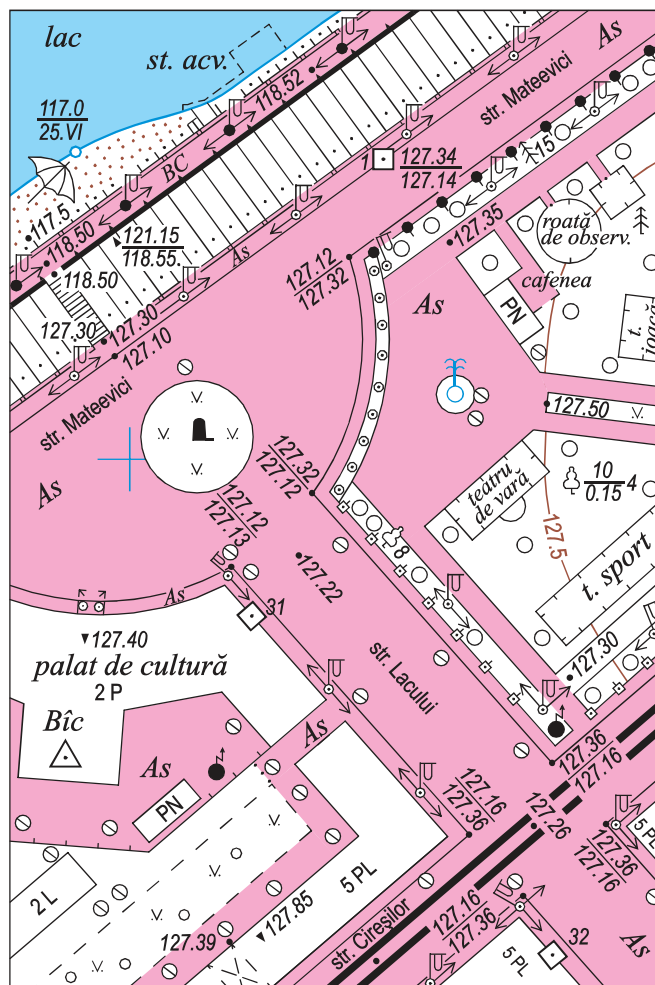 lac
st. acv.
118.52
As
str. Mateevici
117.0
25.VI
BC
1
127.34
127.14
15
117.5
118.50
121.15
118.55.
As
127.12
127.32
127.35
roată
de observ.
cafenea
118.50
127.30
127.30
127.10
As
PN
t.
joacă
str. Mateevici
127.50
As
127.32
127.12
127.12
127.13
teatru
de vară
10
0.15
4
8
127.5
127.22
t. sport
As
31
127.40
palat de cultură
2 P
str. Lacului
127.30
Bîc
As
As
PN
127.36
127.16
127.16
127.36
127.26
127.36
127.16
5 PL
2 L
5 PL
127.85
127.39
str. Cireșilor
127.16
127.36
32
5 PL
As